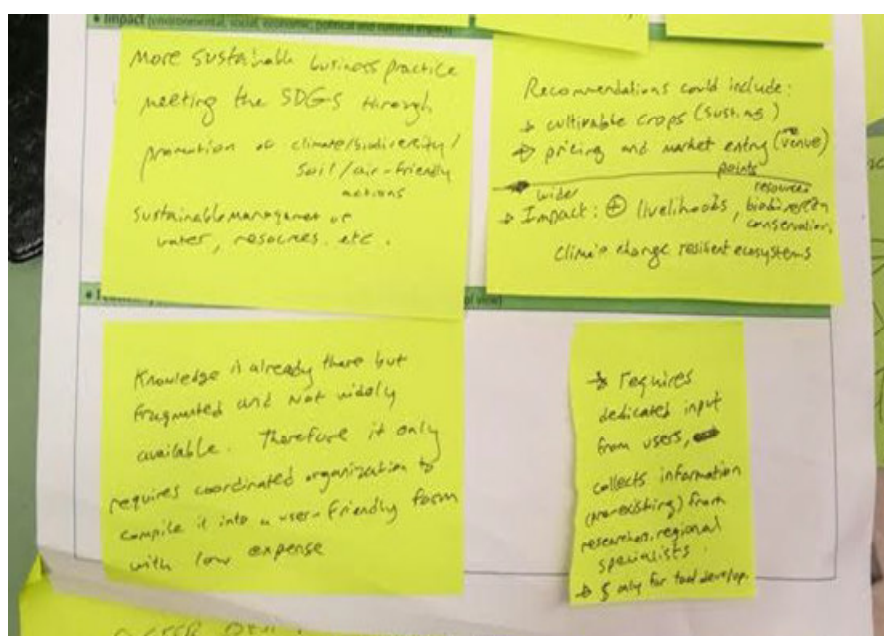 • Impact (environmental, social, economic, political and natural impact)
More sustainable business practice
meeting the SDGs through
promotion of climate/biodiversity/
soil/air-friendly
actions
Sustainable management of
water, resources, etc.
Recommendations could include:
→ cultivable crops (sust.ms)
→ pricing and market entry (venue)
points
wider
→ Impact: ⊕ livelihoods, resources
biodiversity
conservation,
climate change resilient ecosystems
Knowledge is already there but
fragmented and not widely
available. Therefore it only
requires coordinated organization to
compile it into a user-friendly form
with low expense
→ requires
dedicated input
from users,
collects information
(pre-existing) from
researchers, regional
specialists.
→ $ only for tool develop.